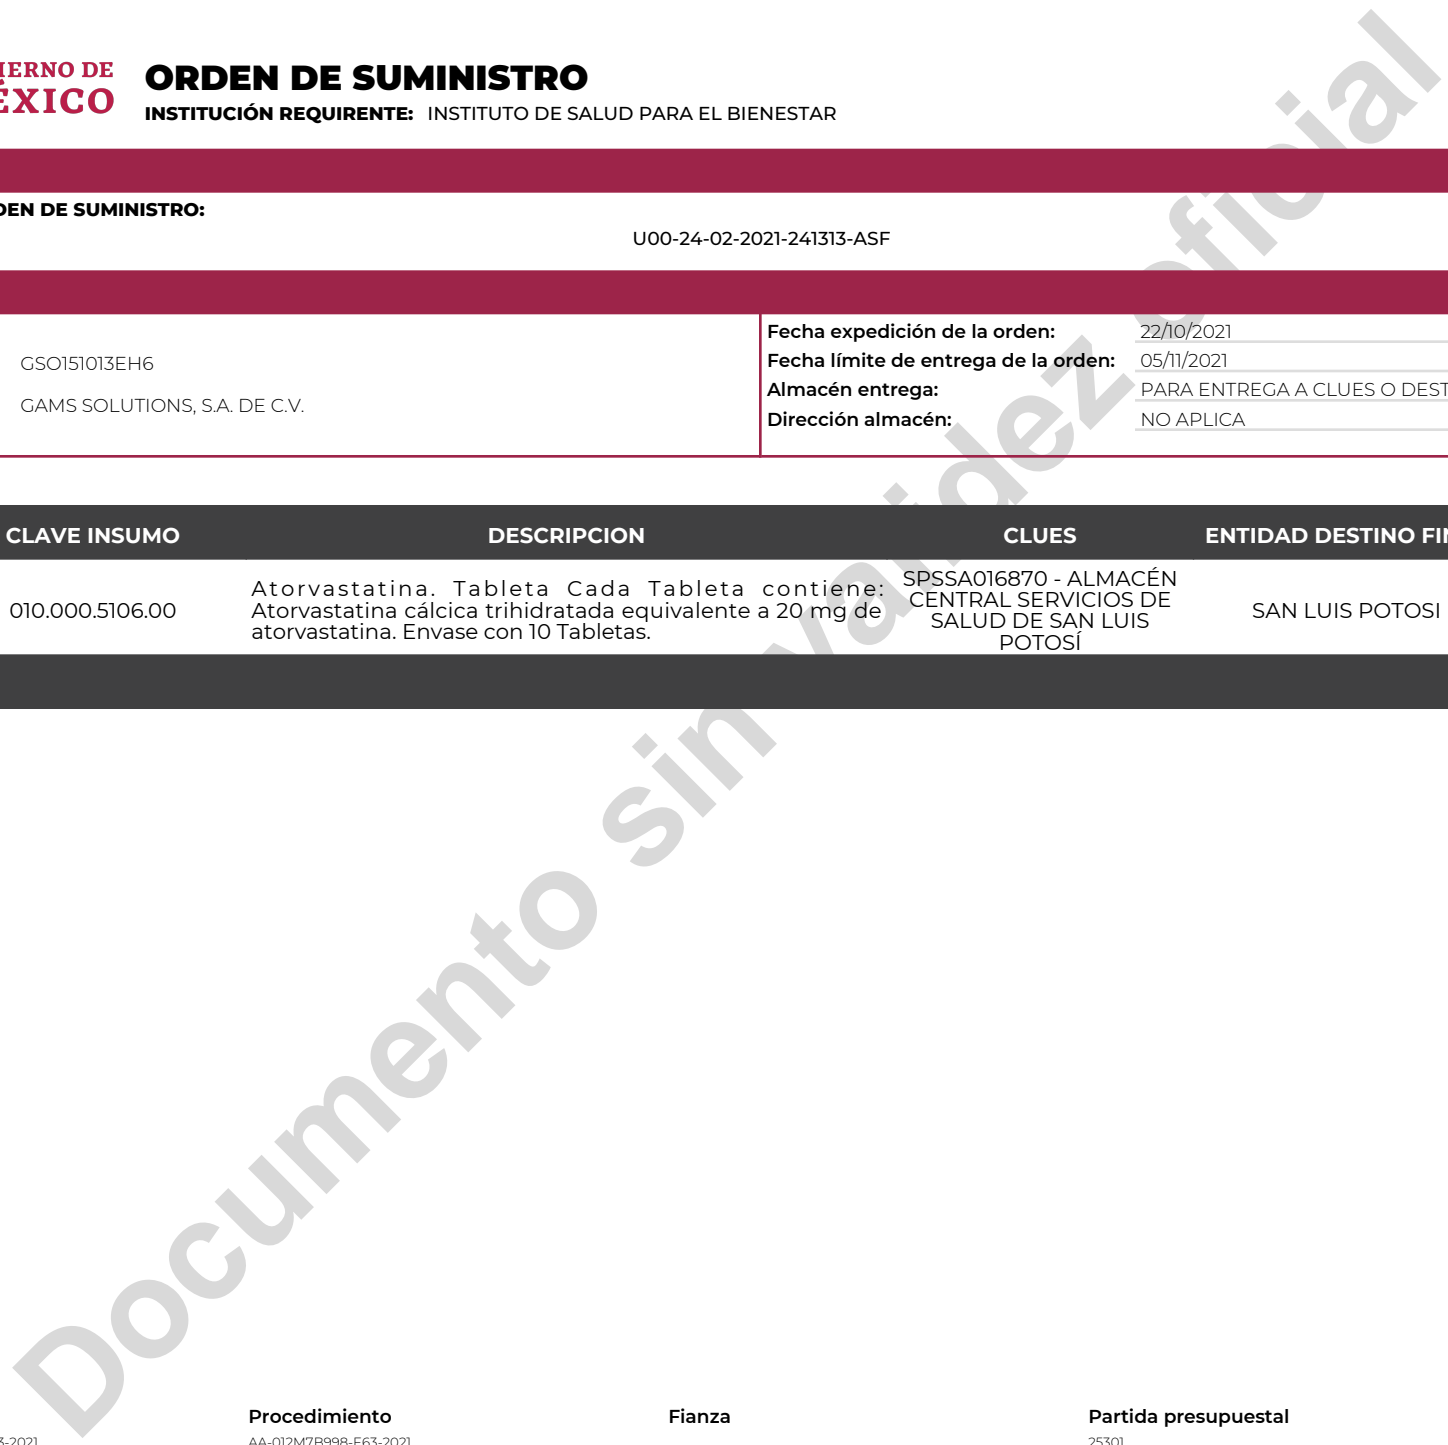 ORDEN DE SUMINISTRO
INSTITUCIÓN REQUIRENTE: INSTITUTO DE SALUD PARA EL BIENESTAR
DE
DE SUMINISTRO:
U00-24-02-2021-241313-ASF
GSO151013EH6
GAMS SOLUTIONS, S.A. DE C.V.
Fecha expedición de la orden: 22/10/2021
Fecha límite de entrega de la orden: 05/11/2021
Almacén entrega: PARA ENTREGA A CLUES O
Dirección almacén: NO APLICA
CLAVE INSUMO DESCRIPCION CLUES ENTIDAD DESTINO
010.000.5106.00
Atorvastatina. Tableta Cada Tableta contiene:
Atorvastatina cálcica trihidratada equivalente a 20 mg de
atorvastatina. Envase con 10 Tabletas.
SPSSA016870 - ALMACÉN
CENTRAL SERVICIOS DE
SALUD DE SAN LUIS
POTOSÍ
SAN LUIS POTOSI
Documento sin validez oficial
Procedimiento Fianza Partida presupuestal
AA-012M7B998-E63-2021 25301